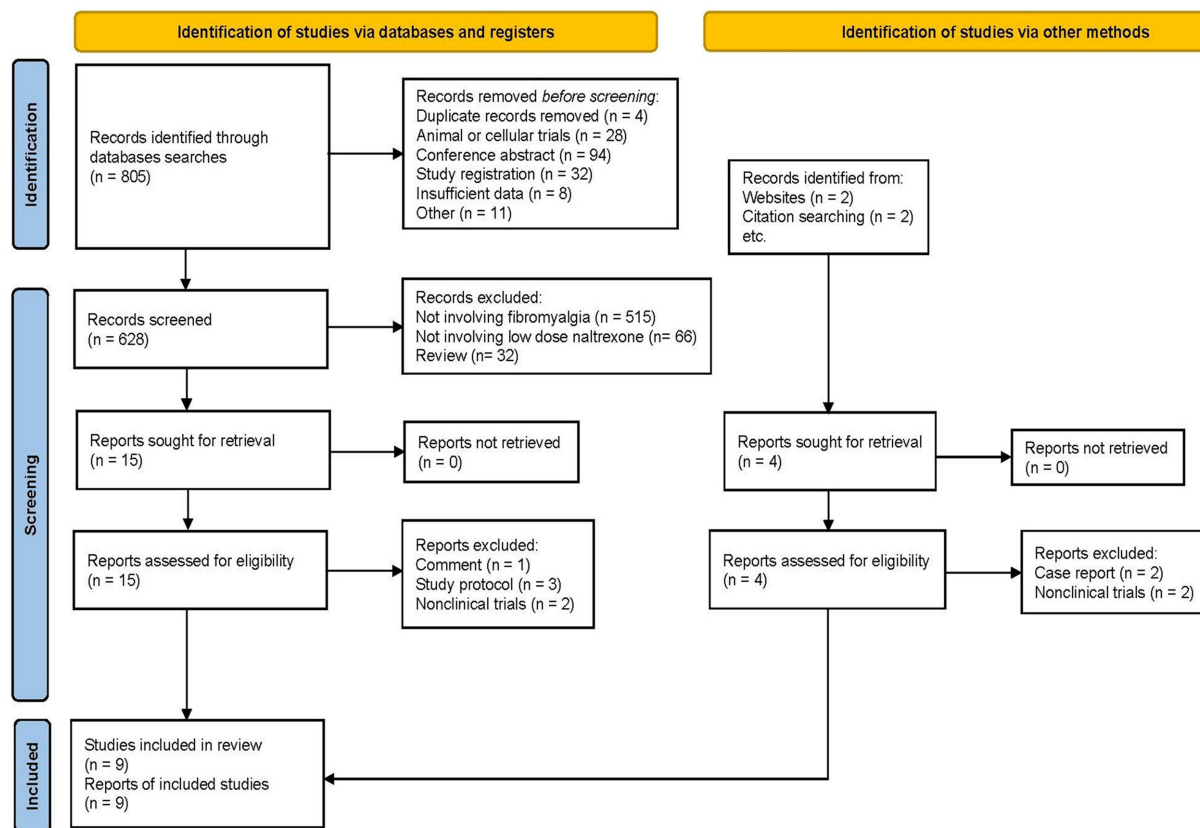 Identification of studies via databases and registers
Identification of studies via other methods
Identification
Records identified through
databases searches
(n = 805)
Records removed before screening:
Duplicate records removed (n = 4)
Animal or cellular trials (n = 28)
Conference abstract (n = 94)
Study registration (n = 32)
Insufficient data (n = 8)
Other (n = 11)
Records identified from:
Websites (n = 2)
Citation searching (n = 2)
etc.
Screening
Records screened
(n = 628)
Records excluded:
Not involving fibromyalgia (n = 515)
Not involving low dose naltrexone (n= 66)
Review (n= 32)
Reports sought for retrieval
(n = 15)
Reports not retrieved
(n = 0)
Reports sought for retrieval
(n = 4)
Reports not retrieved
(n = 0)
Reports assessed for eligibility
(n = 15)
Reports excluded:
Comment (n = 1)
Study protocol (n = 3)
Nonclinical trials (n = 2)
Reports assessed for eligibility
(n = 4)
Reports excluded:
Case report (n = 2)
Nonclinical trials (n = 2)
Included
Studies included in review
(n = 9)
Reports of included studies
(n = 9)